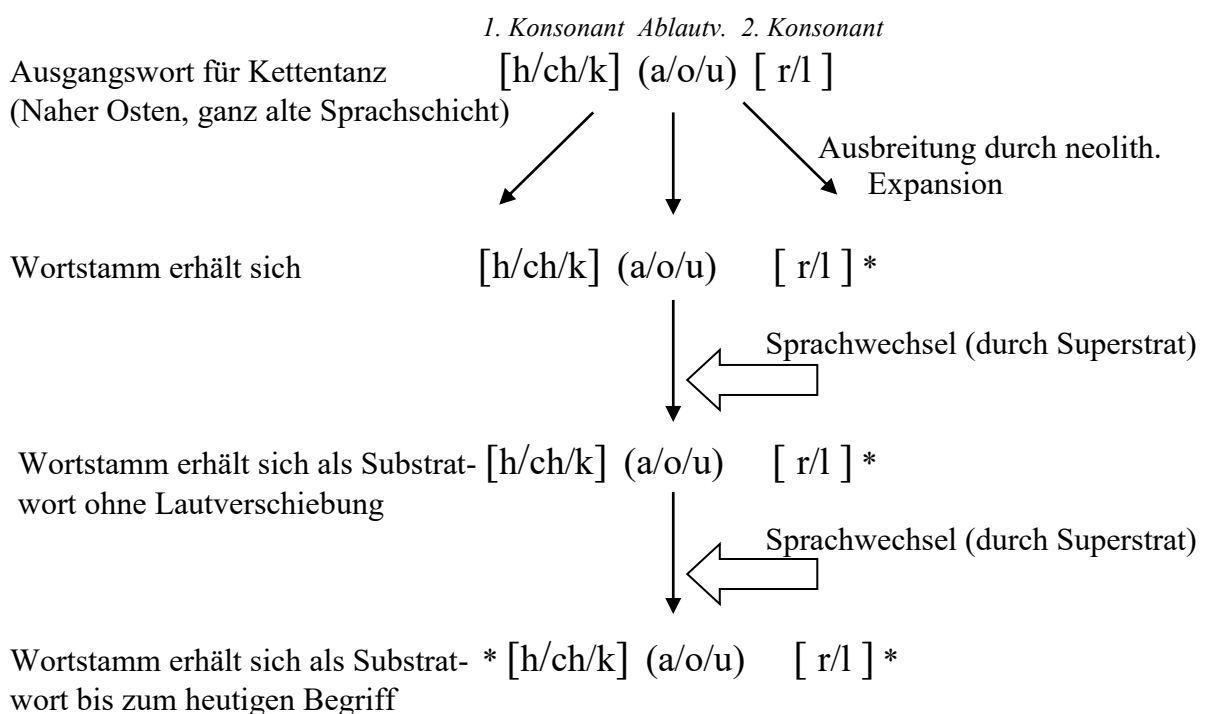 1. Konsonant Ablautv. 2. Konsonant
Ausgangswort für Kettentanz [h/ch/k] (a/o/u) [ r/l ]
(Naher Osten, ganz alte Sprachschicht)
Ausbreitung durch neolith.
Expansion
Wortstamm erhält sich [h/ch/k] (a/o/u) [ r/l ] *
Sprachwechsel (durch Superstrat)
Wortstamm erhält sich als Substrat- [h/ch/k] (a/o/u) [ r/l ] *
wort ohne Lautverschiebung
Sprachwechsel (durch Superstrat)
Wortstamm erhält sich als Substrat- * [h/ch/k] (a/o/u) [ r/l ] *
wort bis zum heutigen Begriff